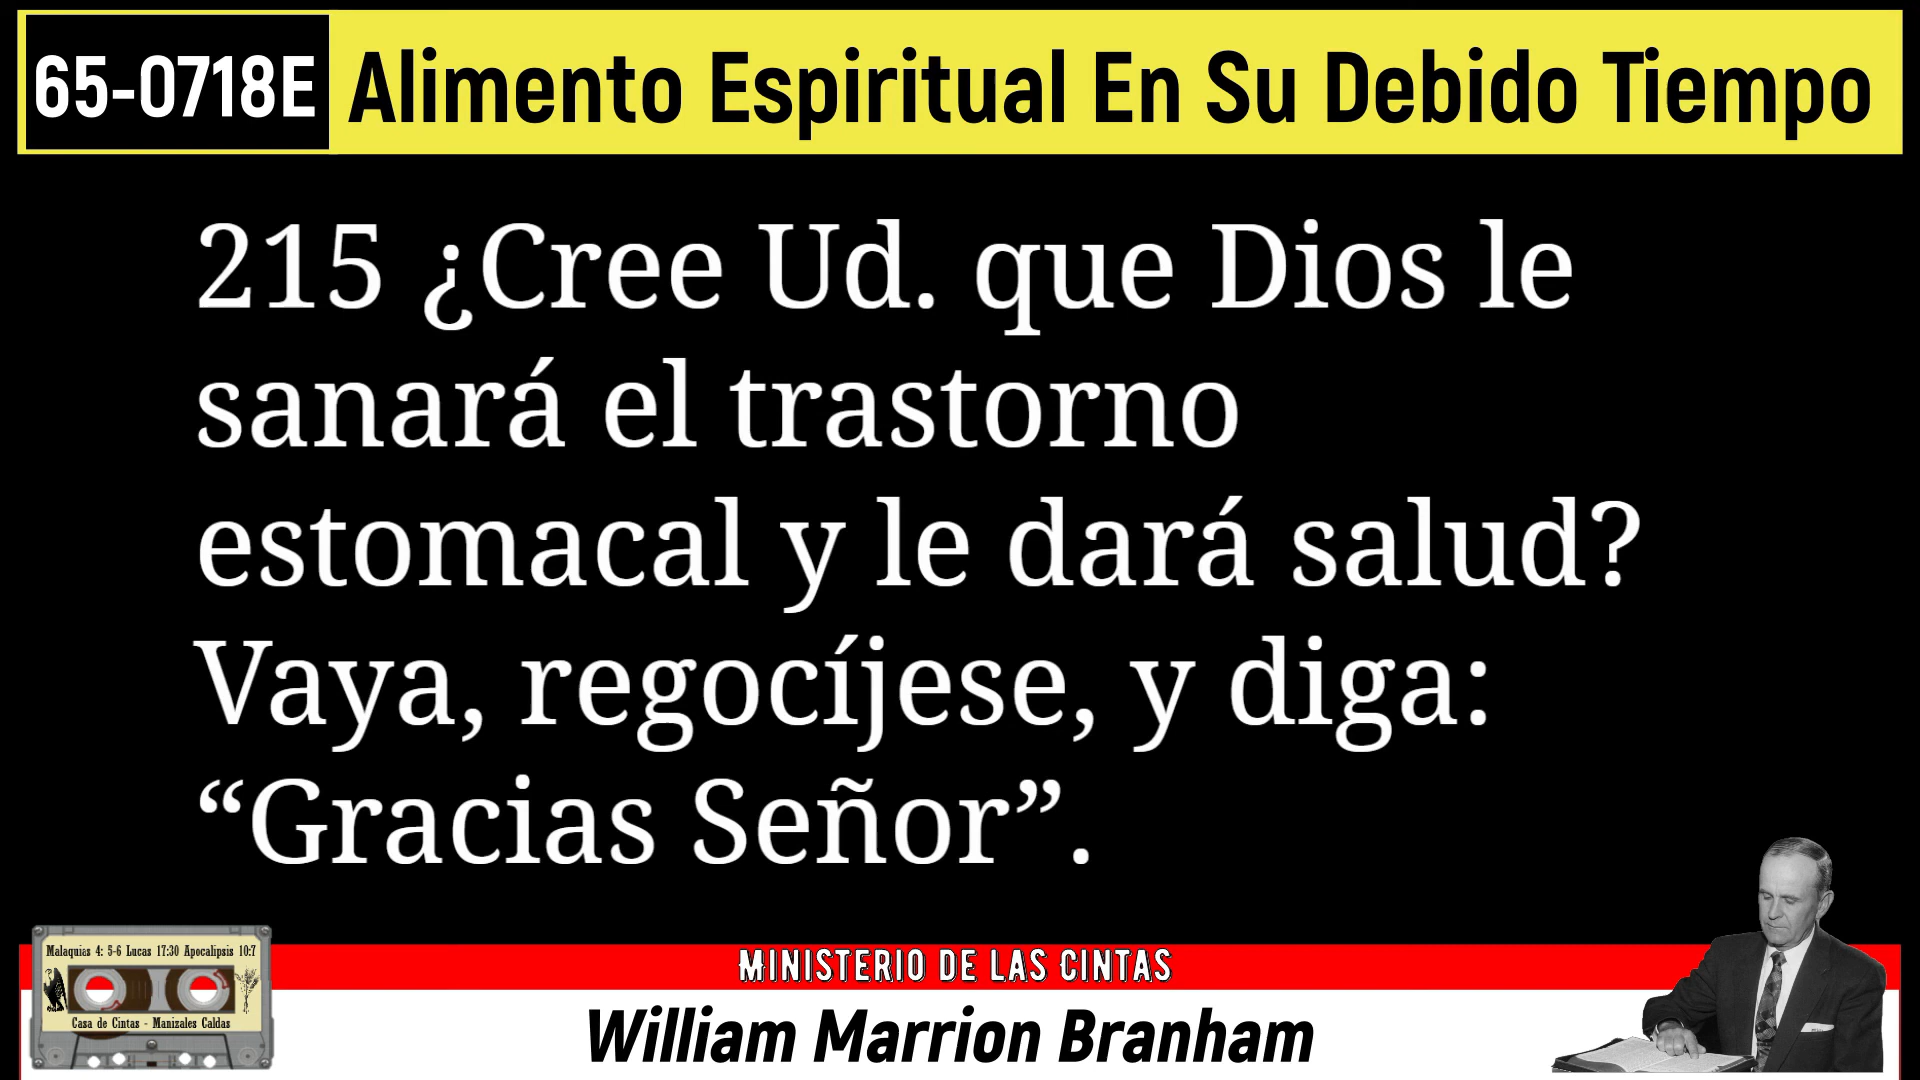 65-0718E Alimento Espiritual En Su Debido Tiempo
215 ¿Cree Ud. que Dios le
sanará el trastorno
estomacal y le dará salud?
Vaya, regocíjese, y diga:
“Gracias Señor”.
Malaquias 4: 5-6 Lucas 17:30 Apocalipsis 10:7
Casa de Cintas - Manizales Caldas
MINISTERIO DE LAS CINTAS
William Marrion Branham